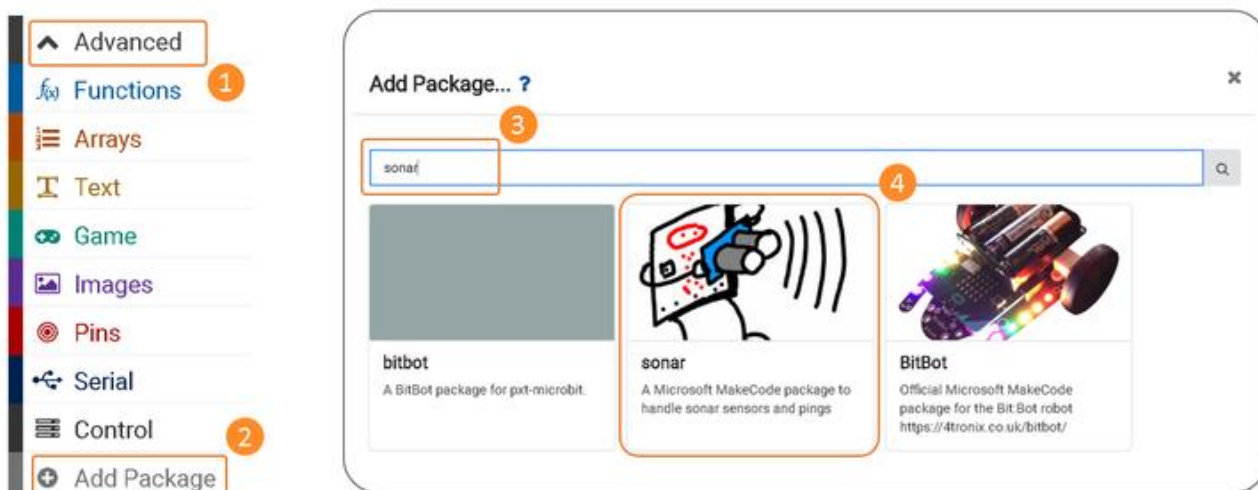 Advanced
1
Functions
Arrays
Text
Game
Images
Pins
Serial
Control
2
Add Package
Add Package... ?
3
sonar
4
bitbot
A BitBot package for pxt-microbit.
sonar
A Microsoft MakeCode package to
handle sonar sensors and pings
BitBot
Official Microsoft MakeCode
package for the Bit:Bot robot
https://4tronix.co.uk/bitbot/